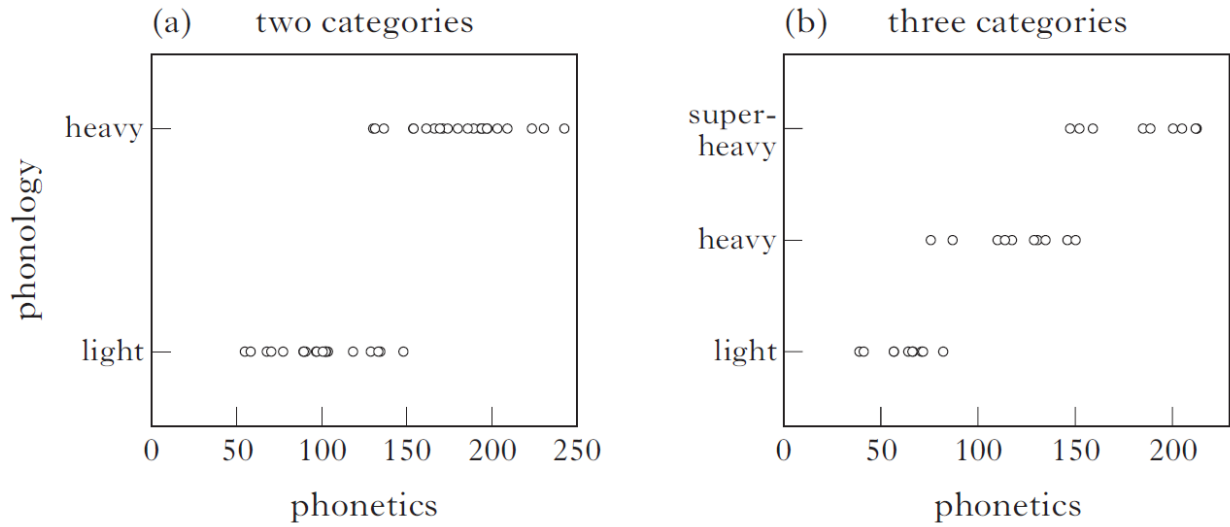 (a) two categories
phonology
heavy
light
0 50 100 150 200 250
phonetics
(b) three categories
super-
heavy
heavy
light
0 50 100 150 200
phonetics